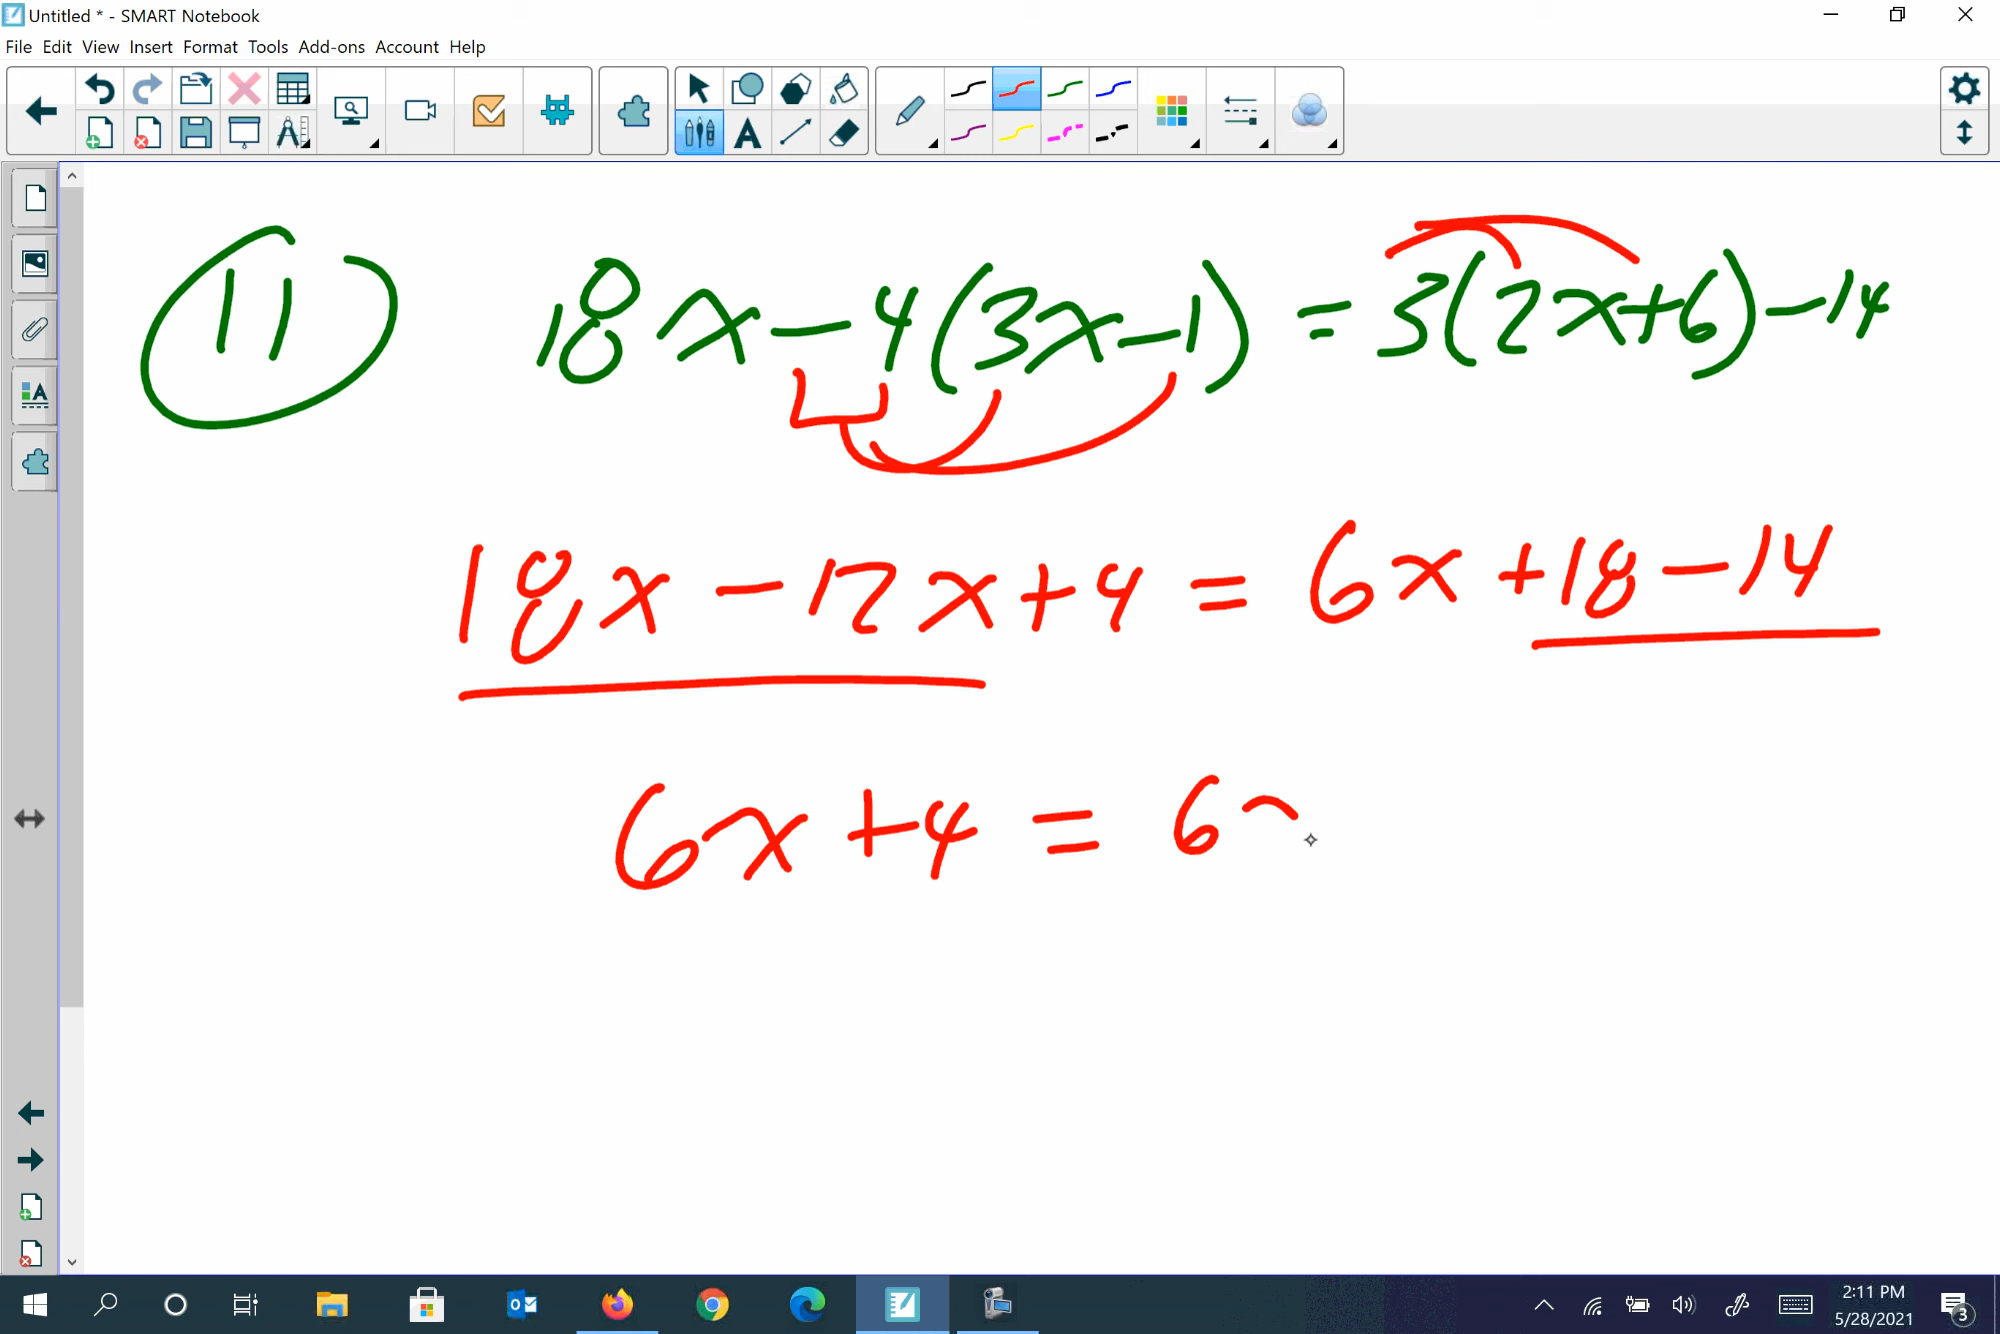 Untitled * - SMART Notebook
File Edit View Insert Format Tools Add-ons Account Help
11 18x-4(3x-1) = 3(2x+6)-14
18x-12x+4 = 6x+18-14
6x+4 = 6
2:11 PM
5/28/2021
3